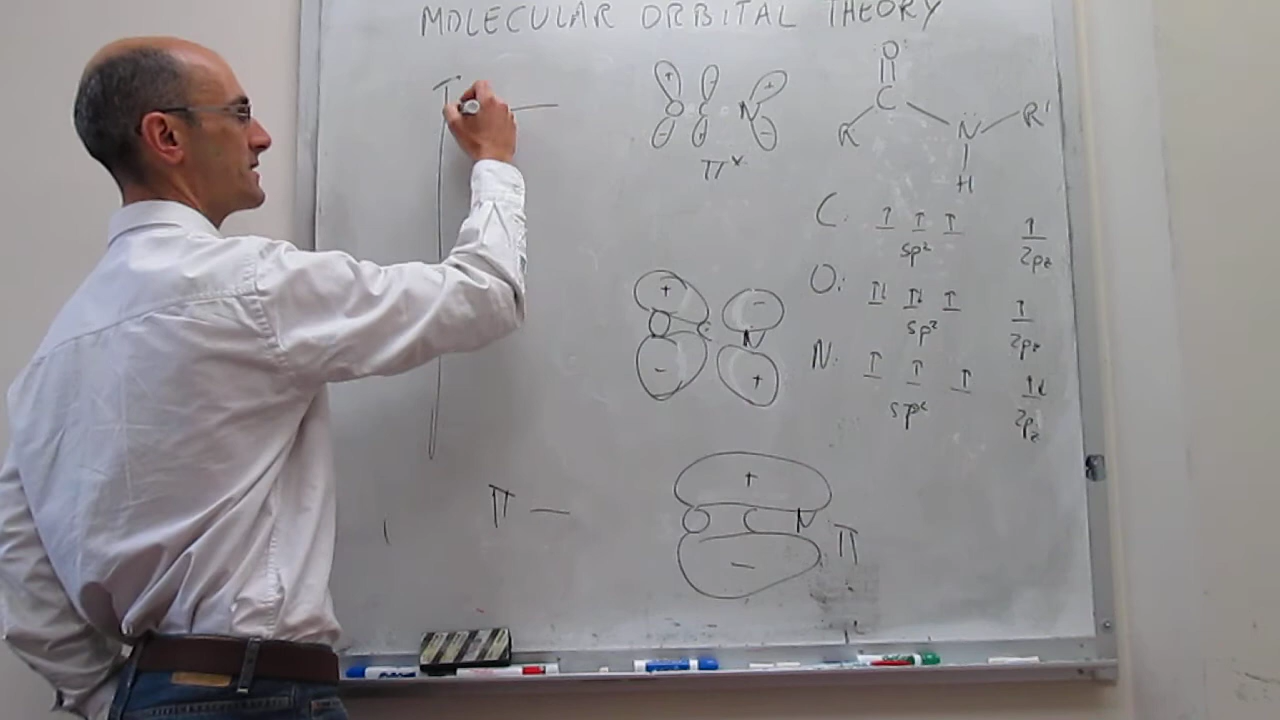 MOLECULAR ORBITAL THEORY
+ + O
O C N C
- + - R N R'
π* H
C: ↑ ↑ ↑ ↑
sp² 2pz
O: ↑↓ ↑↓ ↑ ↑
sp² 2pz
+ -
O C N
- +
N: ↑ ↑ ↑ ↑↓
sp² 2pz
+
π O C N
- π